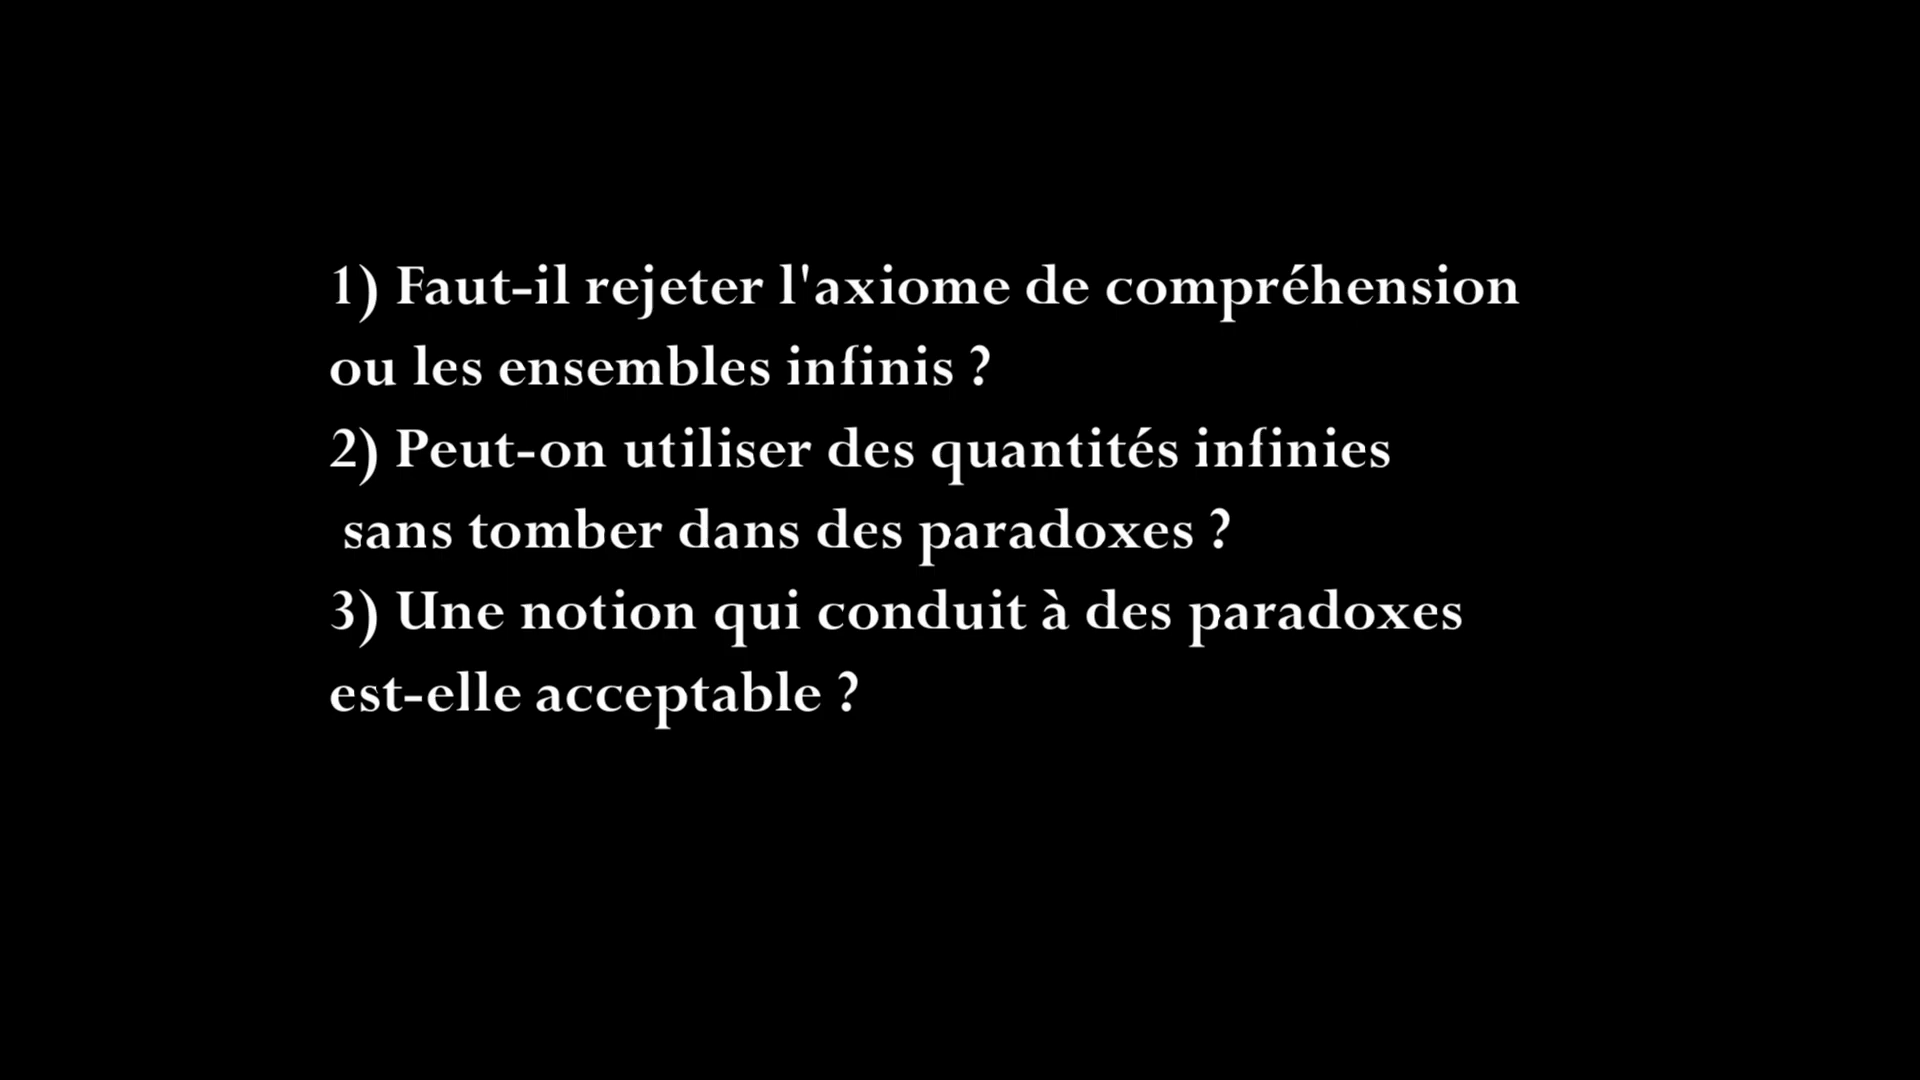 1) Faut-il rejeter l'axiome de compréhension
ou les ensembles infinis ?
2) Peut-on utiliser des quantités infinies
sans tomber dans des paradoxes ?
3) Une notion qui conduit à des paradoxes
est-elle acceptable ?